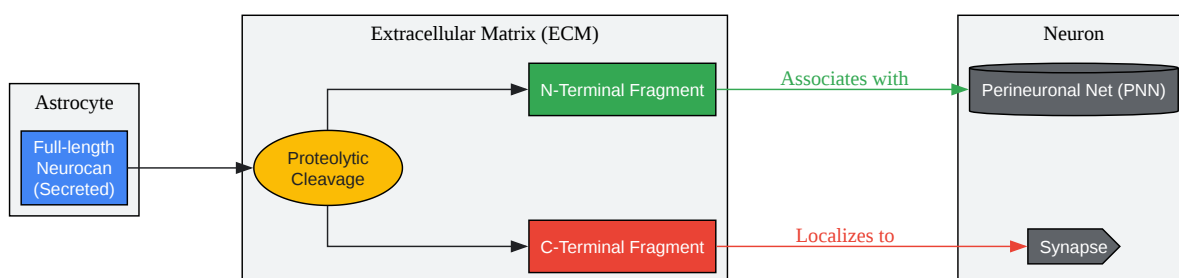 Astrocyte
Full-length
Neurocan
(Secreted)
Extracellular Matrix (ECM)
Proteolytic
Cleavage
N-Terminal Fragment
C-Terminal Fragment
Associates with
Localizes to
Neuron
Perineuronal Net (PNN)
Synapse